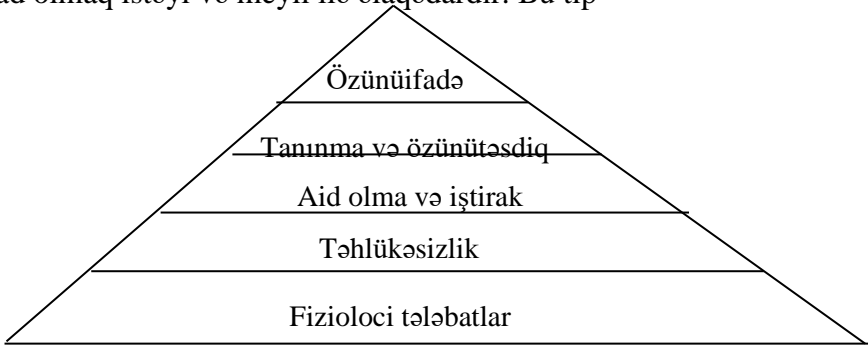 olmaq istəyi və meyli ilə əlaqədardır. Bu tip
Özünüifadə
Tanınma və özünütəsdiq
Aid olma və iştirak
Təhlükəsizlik
Fizioloci tələbatlar